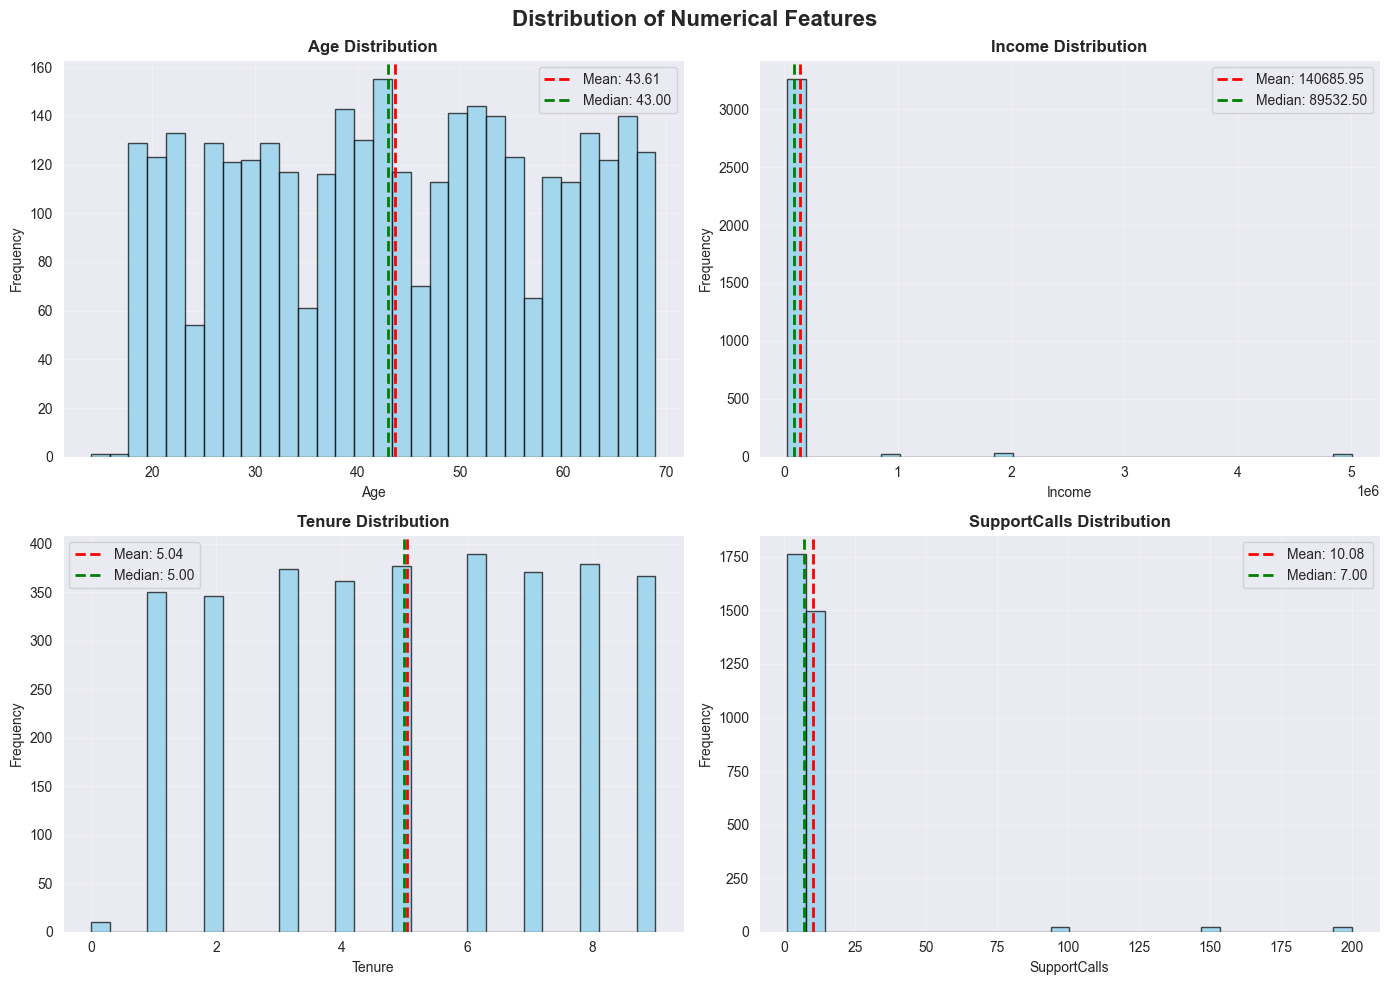 Distribution of Numerical Features
Age Distribution
Mean: 43.61
Median: 43.00
Frequency
160
140
120
100
80
60
40
20
0
20
30
40
50
60
70
Age
Income Distribution
Mean: 140685.95
Median: 89532.50
Frequency
3000
2500
2000
1500
1000
500
0
0
1
2
3
4
5
1e6
Income
Tenure Distribution
Mean: 5.04
Median: 5.00
Frequency
400
350
300
250
200
150
100
50
0
0
2
4
6
8
Tenure
SupportCalls Distribution
Mean: 10.08
Median: 7.00
Frequency
1750
1500
1250
1000
750
500
250
0
0
25
50
75
100
125
150
175
200
SupportCalls